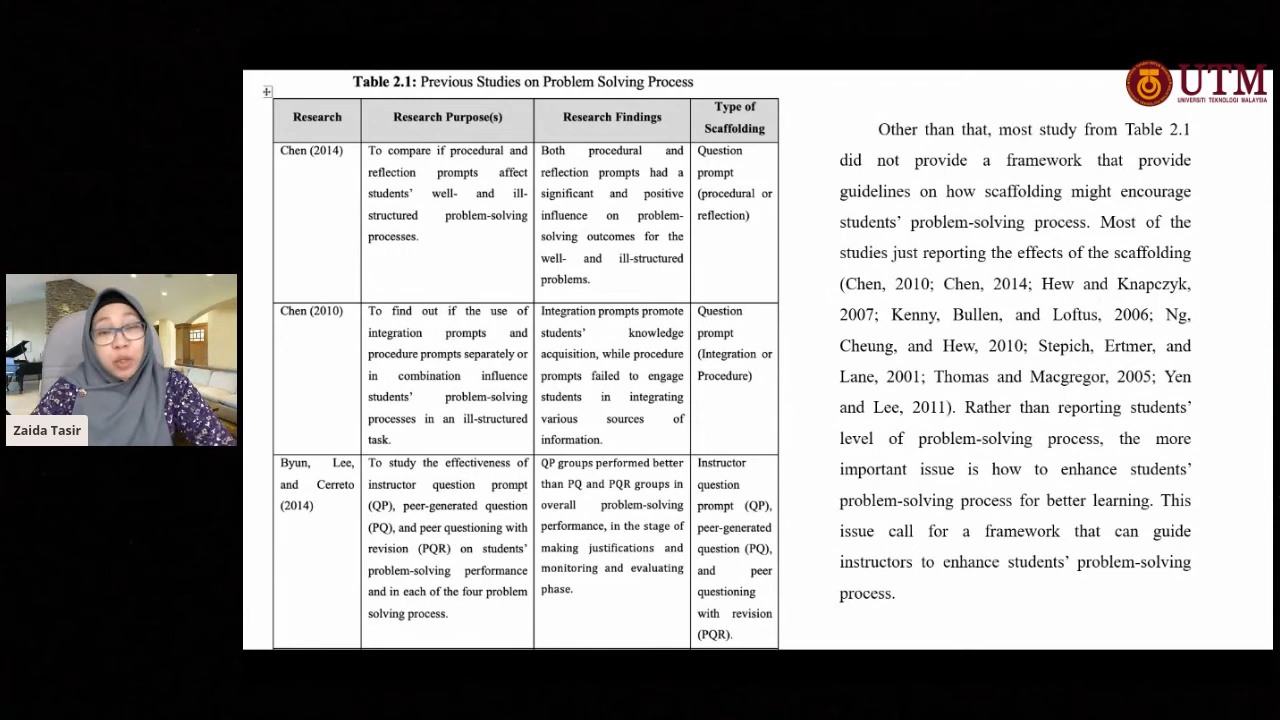 Table 2.1: Previous Studies on Problem Solving Process
Research
Research Purpose(s)
Research Findings
Type of
Scaffolding
Chen (2014)
To compare if procedural and
reflection prompts affect
students' well- and ill-
structured problem-solving
processes.
Both procedural and
reflection prompts had a
significant and positive
influence on problem-
solving outcomes for the
well- and ill-structured
problems.
Question
prompt
(procedural or
reflection)
Chen (2010)
To find out if the use of
integration prompts and
procedure prompts separately or
in combination influence
students' problem-solving
processes in an ill-structured
task.
Integration prompts promote
students' knowledge
acquisition, while procedure
prompts failed to engage
students in integrating
various sources of
information.
Question
prompt
(Integration or
Procedure)
Byun, Lee,
and Cerreto
(2014)
To study the effectiveness of
instructor question prompt
(QP), peer-generated question
(PQ), and peer questioning with
revision (PQR) on students'
problem-solving performance
and in each of the four problem
solving process.
QP groups performed better
than PQ and PQR groups in
overall problem-solving
performance, in the stage of
making justifications and
monitoring and evaluating
phase.
Instructor
question
prompt (QP),
peer-generated
question (PQ),
and peer
questioning
with revision
(PQR).
UTM
UNIVERSITI TEKNOLOGI MALAYSIA
Other than that, most study from Table 2.1
did not provide a framework that provide
guidelines on how scaffolding might encourage
students' problem-solving process. Most of the
studies just reporting the effects of the scaffolding
(Chen, 2010; Chen, 2014; Hew and Knapczyk,
2007; Kenny, Bullen, and Loftus, 2006; Ng,
Cheung, and Hew, 2010; Stepich, Ertmer, and
Lane, 2001; Thomas and Macgregor, 2005; Yen
and Lee, 2011). Rather than reporting students'
level of problem-solving process, the more
important issue is how to enhance students'
problem-solving process for better learning. This
issue call for a framework that can guide
instructors to enhance students' problem-solving
process.
Zaida Tasir